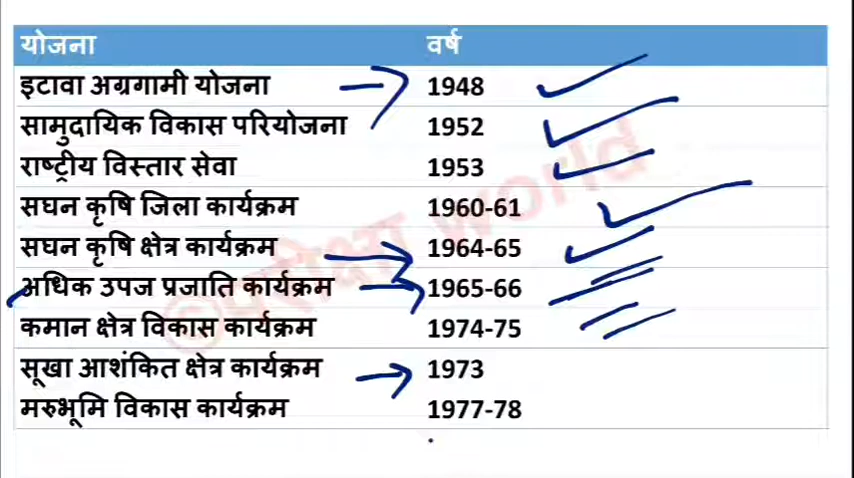 योजना वर्ष
इटावा अग्रगामी योजना 1948
सामुदायिक विकास परियोजना 1952
राष्ट्रीय विस्तार सेवा 1953
सघन कृषि जिला कार्यक्रम 1960-61
सघन कृषि क्षेत्र कार्यक्रम 1964-65
अधिक उपज प्रजाति कार्यक्रम 1965-66
कमान क्षेत्र विकास कार्यक्रम 1974-75
सूखा आशंकित क्षेत्र कार्यक्रम 1973
मरुभूमि विकास कार्यक्रम 1977-78
©परीक्षा world